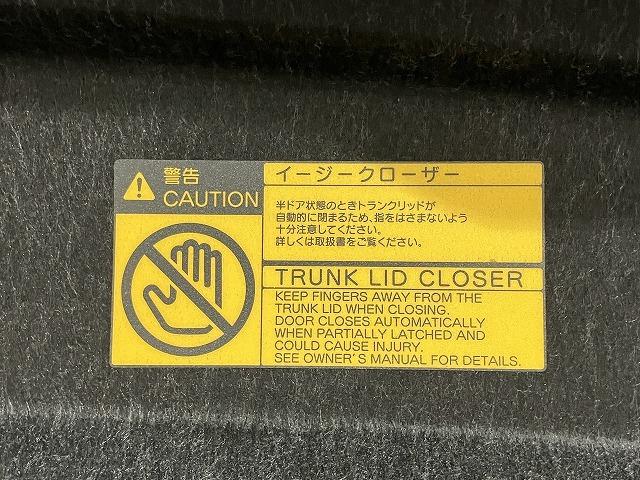 警告
CAUTION
イージークローザー
半ドア状態のときトランクリッドが
自動的に閉まるため、指をはさまないよう
十分注意してください。
詳しくは取扱書をご覧ください。
TRUNK LID CLOSER
KEEP FINGERS AWAY FROM THE
TRUNK LID WHEN CLOSING.
DOOR CLOSES AUTOMATICALLY
WHEN PARTIALLY LATCHED AND
COULD CAUSE INJURY.
SEE OWNER'S MANUAL FOR DETAILS.